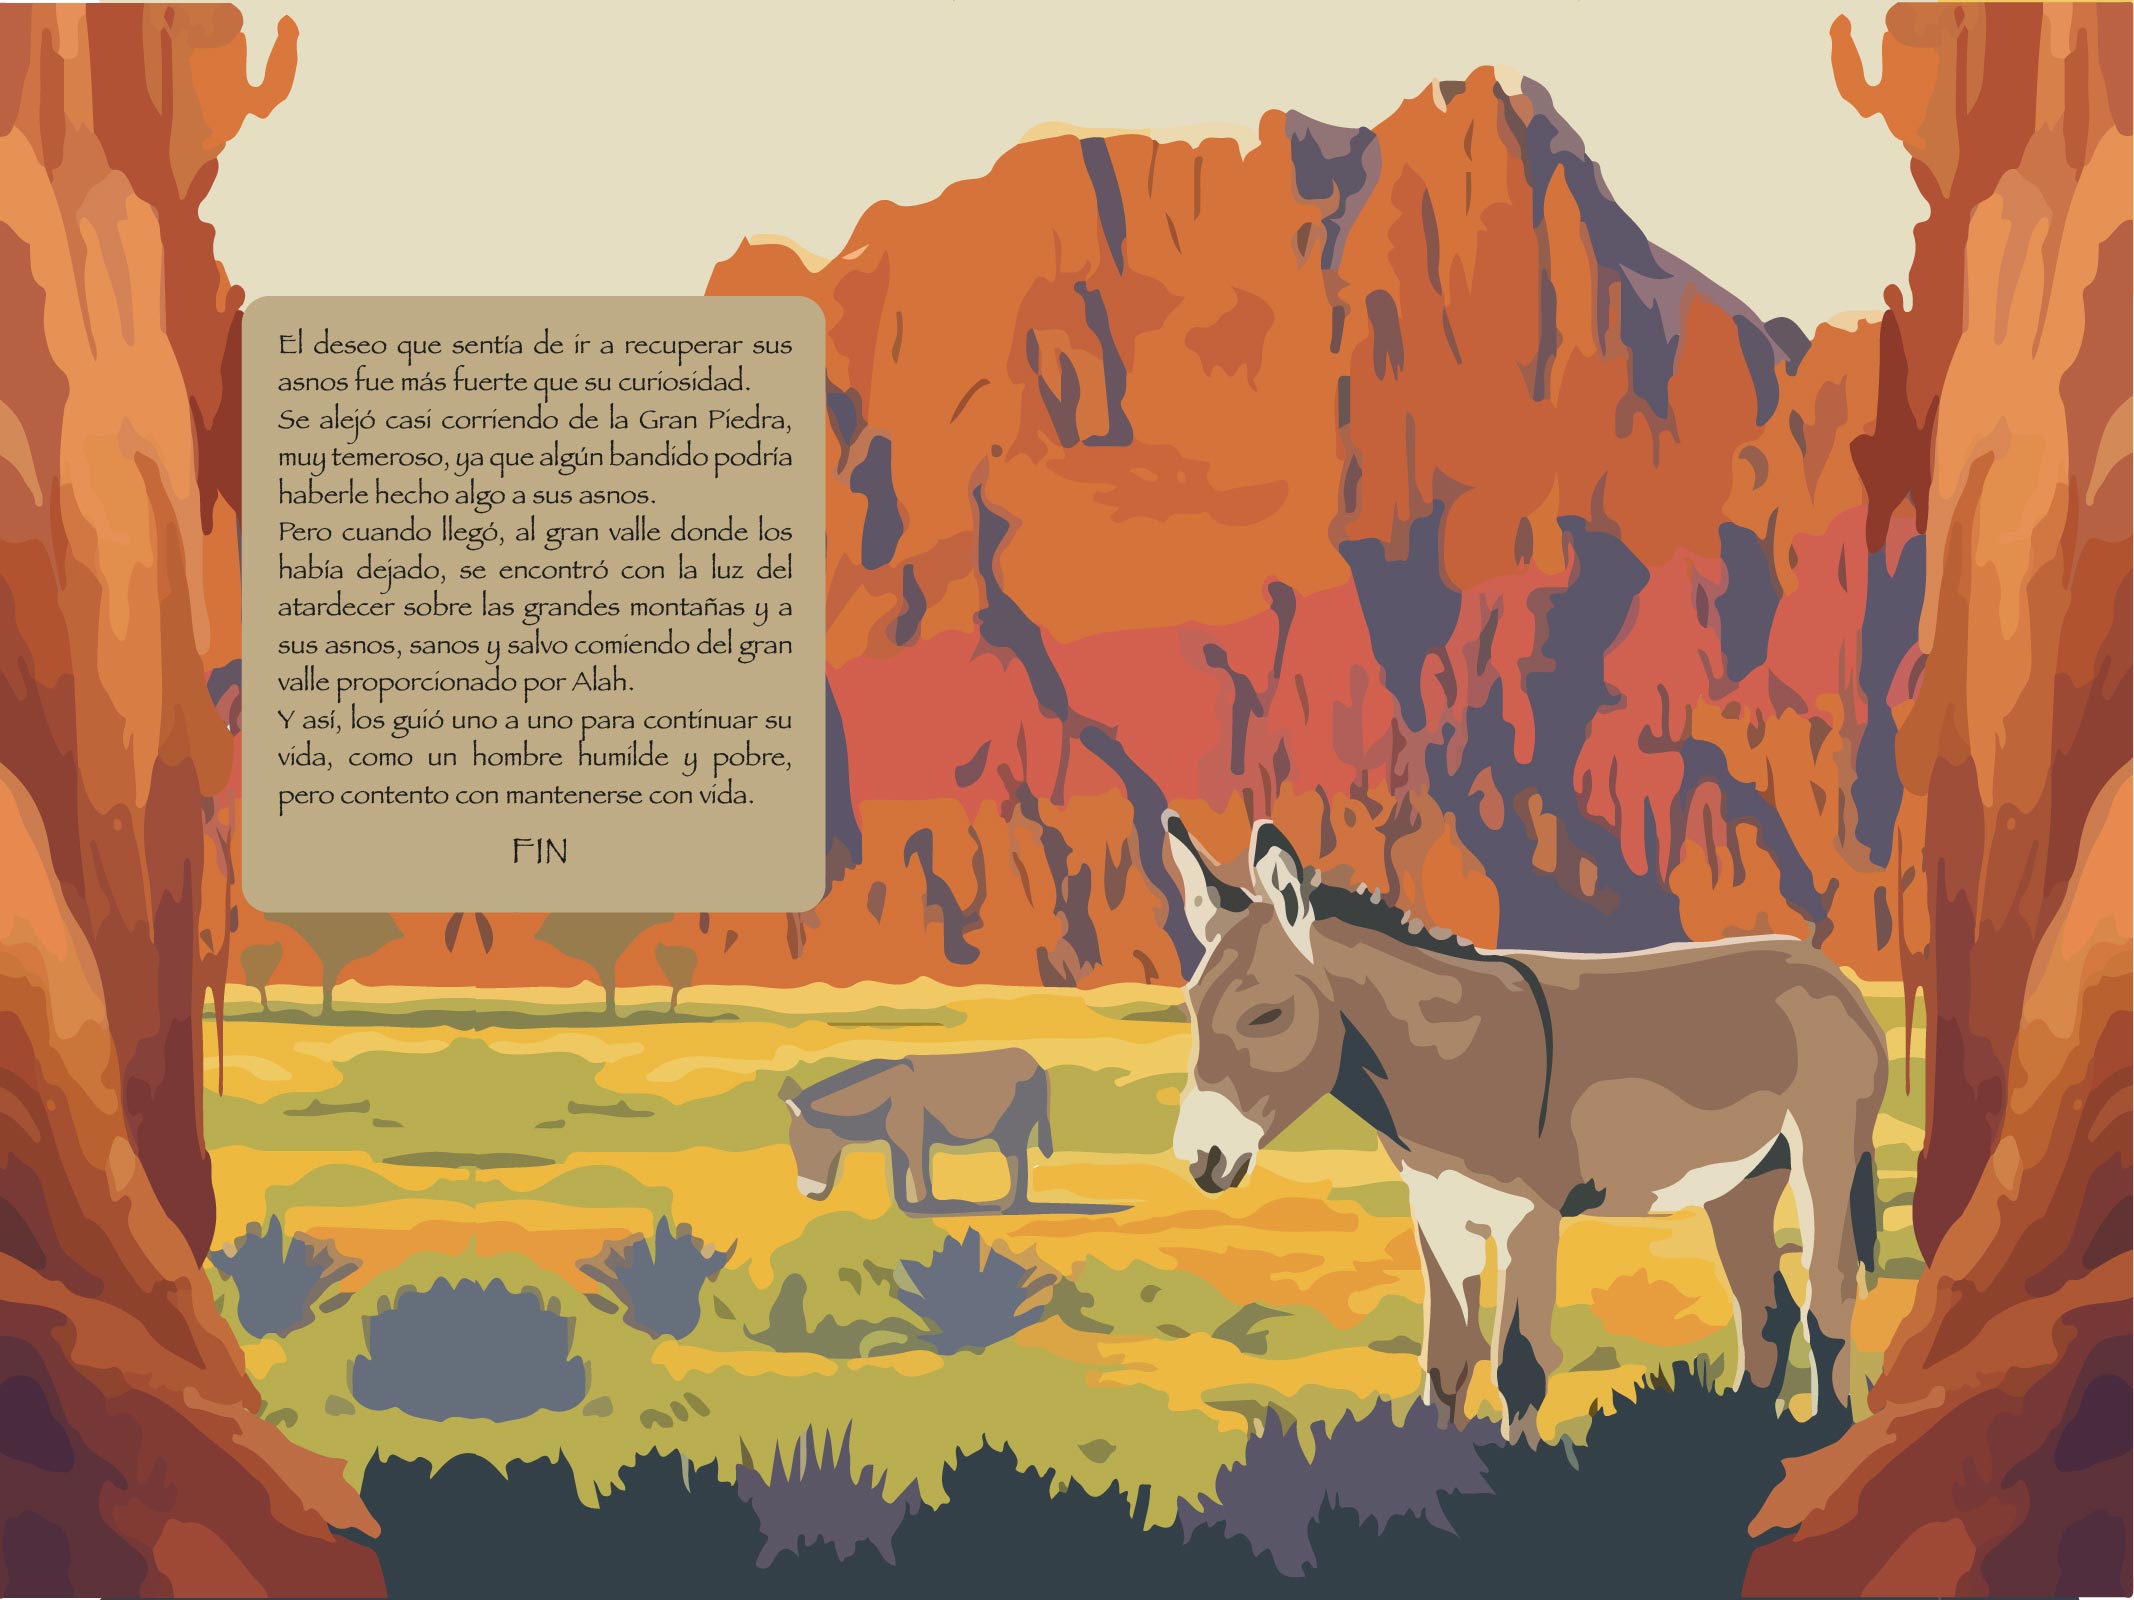 El deseo que sentía de ir a recuperar sus
asnos fue más fuerte que su curiosidad.
Se alejó casi corriendo de la Gran Piedra,
muy temeroso, ya que algún bandido podría
haberle hecho algo a sus asnos.
Pero cuando llegó, al gran valle donde los
había dejado, se encontró con la luz del
atardecer sobre las grandes montañas y a
sus asnos, sanos y salvo comiendo del gran
valle proporcionado por Alah.
Y así, los guió uno a uno para continuar su
vida, como un hombre humilde y pobre,
pero contento con mantenerse con vida.
FIN